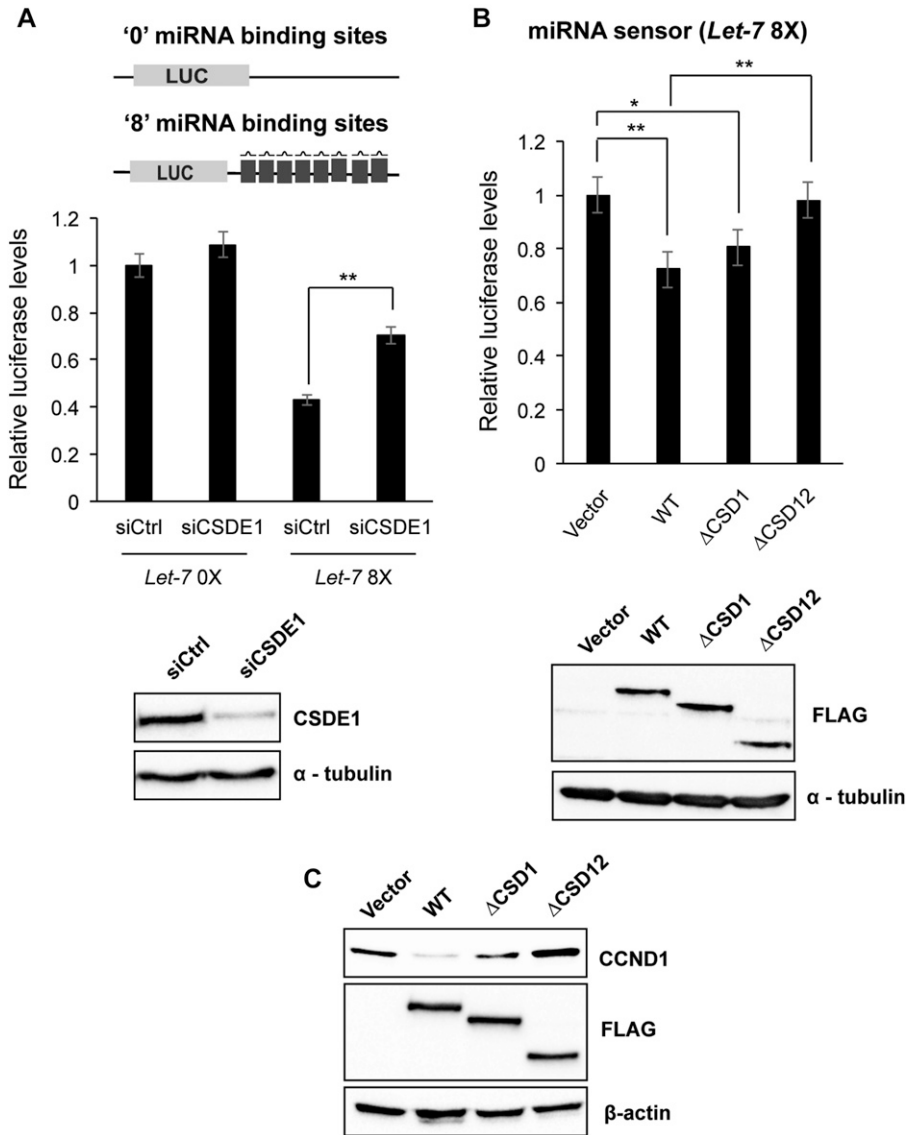 A
'0' miRNA binding sites
LUC
'8' miRNA binding sites
LUC
Relative luciferase levels
1.2
1
0.8
0.6
0.4
0.2
0
**
siCtrl siCSDE1 siCtrl siCSDE1
Let-7 0X Let-7 8X
siCtrl siCSDE1
CSDE1
α - tubulin
B
miRNA sensor (Let-7 8X)
Relative luciferase levels
1.2
1
0.8
0.6
0.4
0.2
0
**
*
**
Vector WT ΔCSD1 ΔCSD12
Vector WT ΔCSD1 ΔCSD12
FLAG
α - tubulin
C
Vector WT ΔCSD1 ΔCSD12
CCND1
FLAG
β-actin